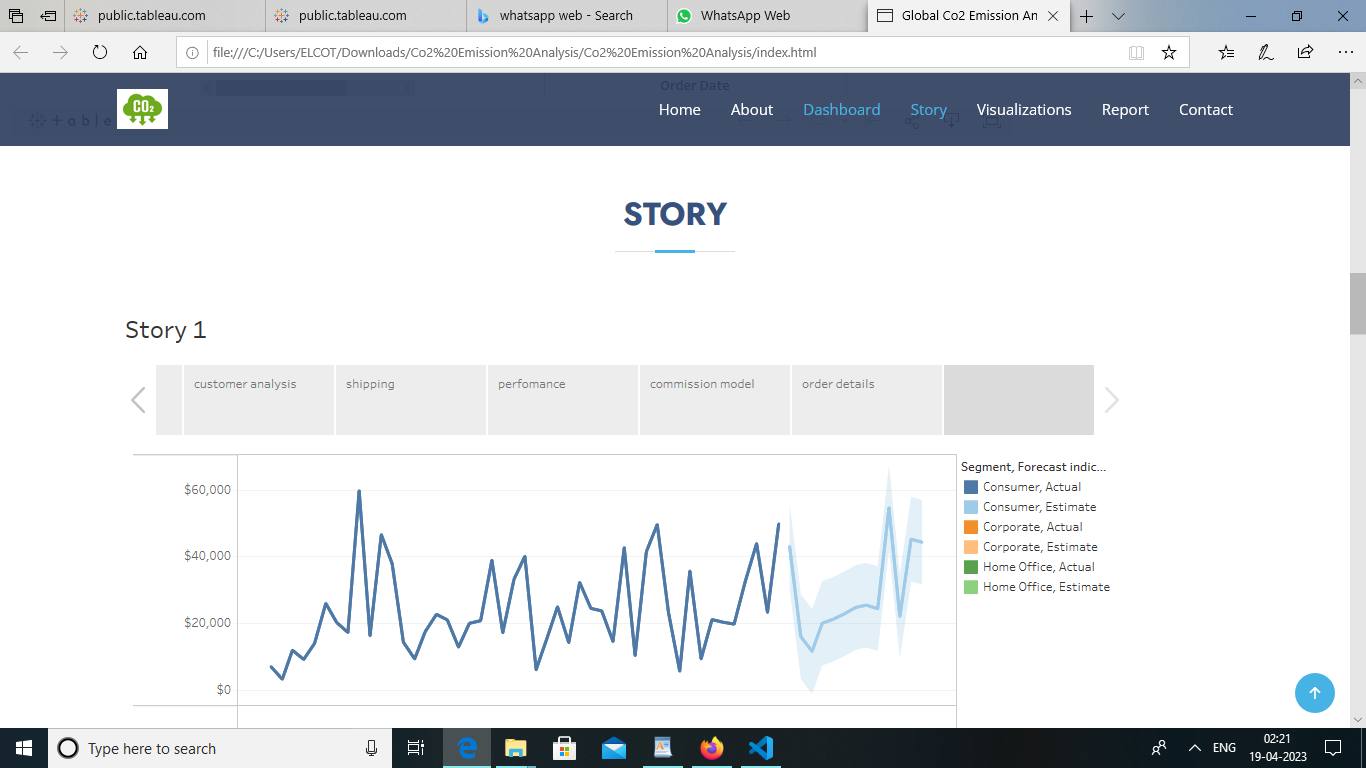 public.tableau.com
public.tableau.com
whatsapp web - Search
WhatsApp Web
Global Co2 Emission An
file:///C:/Users/ELCOT/Downloads/Co2%20Emission%20Analysis/Co2%20Emission%20Analysis/index.html
Order Date
CO₂
Home About Dashboard Story Visualizations Report Contact
STORY
Story 1
customer analysis
shipping
perfomance
commission model
order details
Segment, Forecast indic...
Consumer, Actual
Consumer, Estimate
Corporate, Actual
Corporate, Estimate
Home Office, Actual
Home Office, Estimate
$60,000
$40,000
$20,000
$0
Type here to search
ENG
02:21
19-04-2023